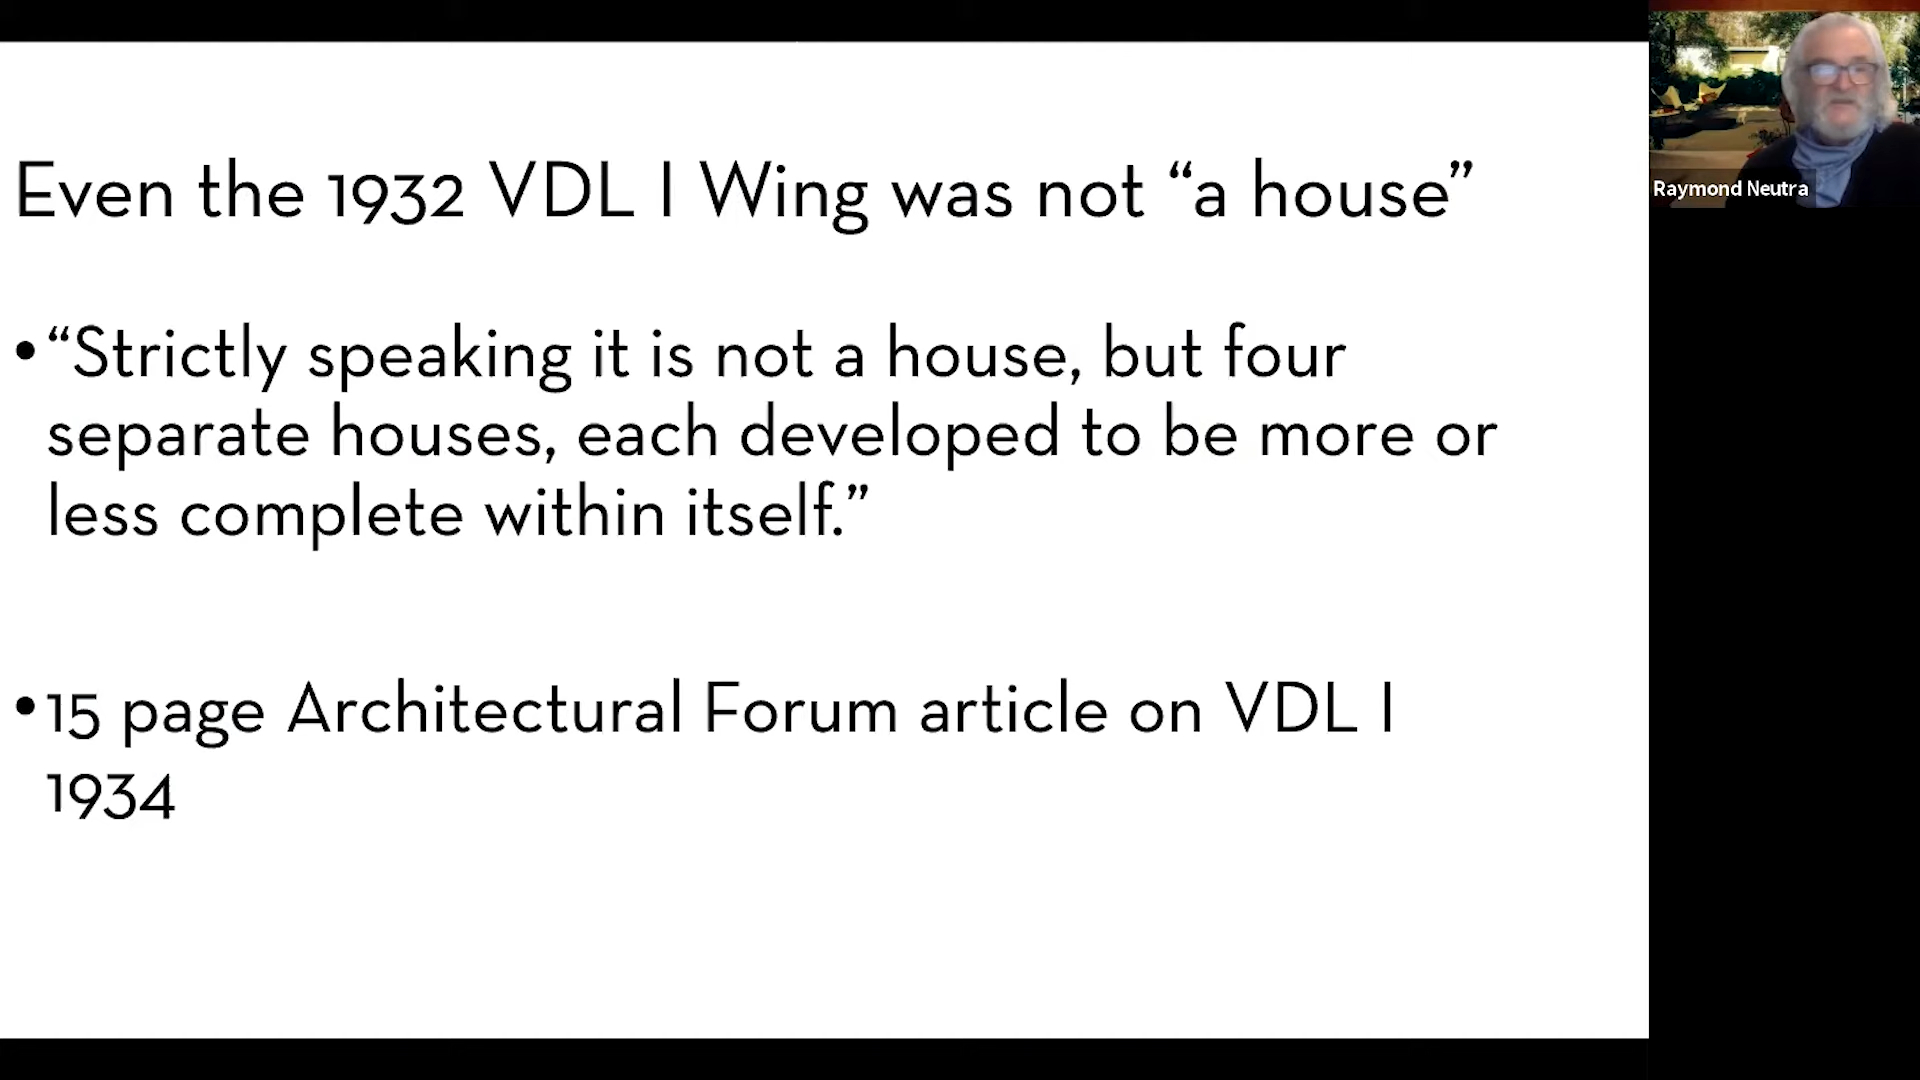 Even the 1932 VDL I Wing was not “a house”
• “Strictly speaking it is not a house, but four
separate houses, each developed to be more or
less complete within itself.”
• 15 page Architectural Forum article on VDL I
1934
Raymond Neutra